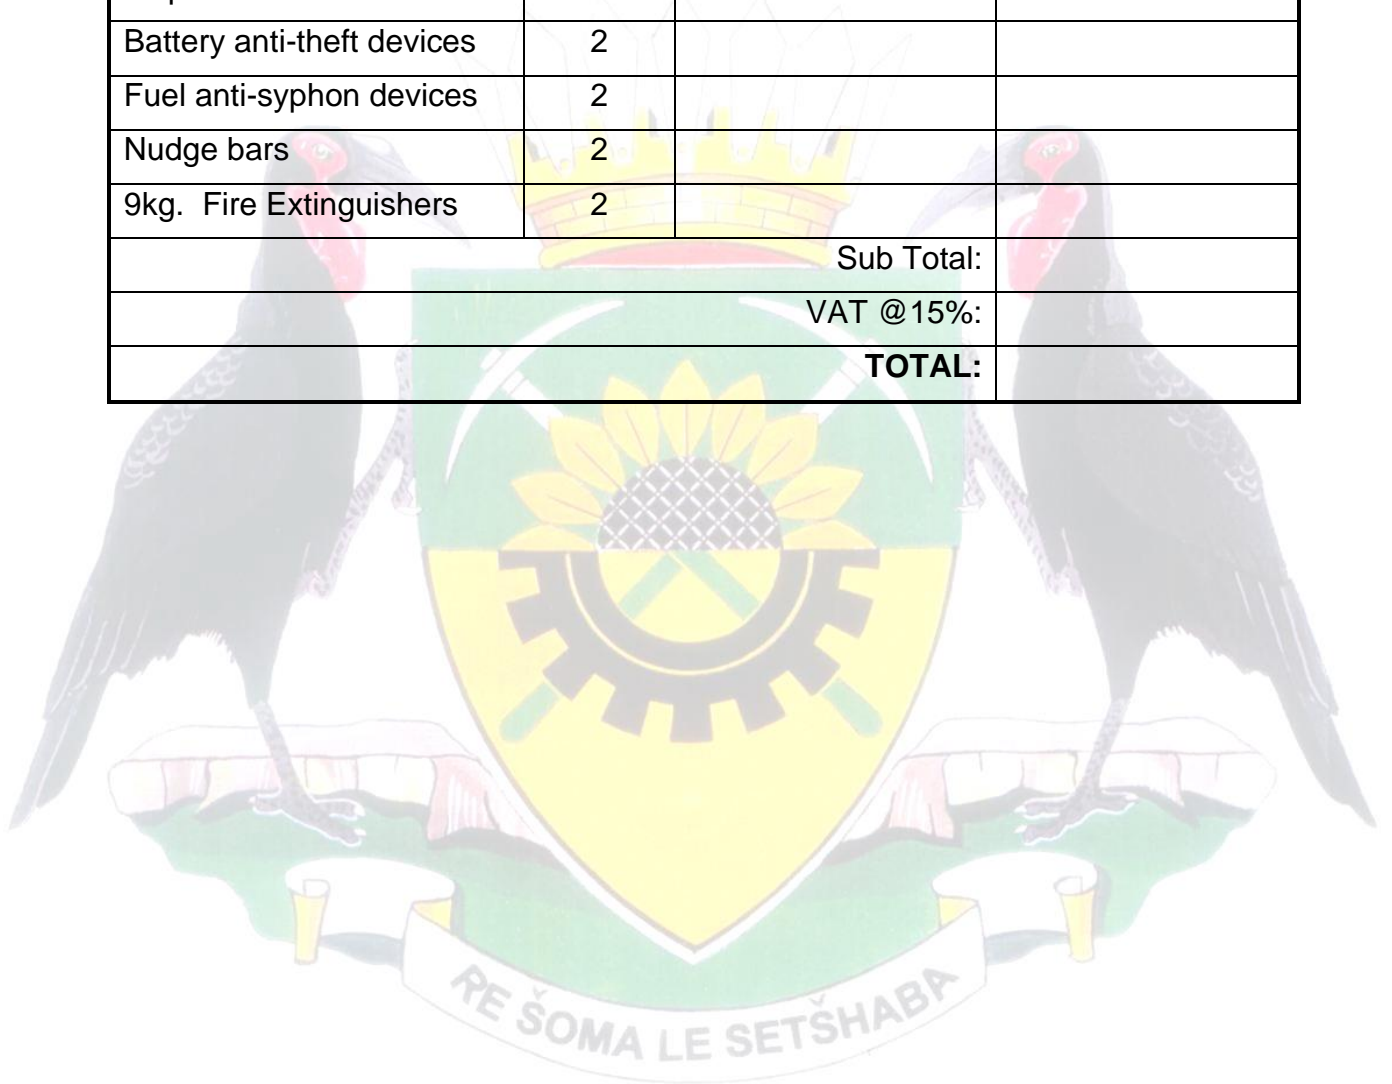 Battery anti-theft devices 2
Fuel anti-syphon devices 2
Nudge bars 2
9kg. Fire Extinguishers 2
Sub Total:
VAT @15%:
TOTAL:
RE ŠOMA LE SETŠHABA